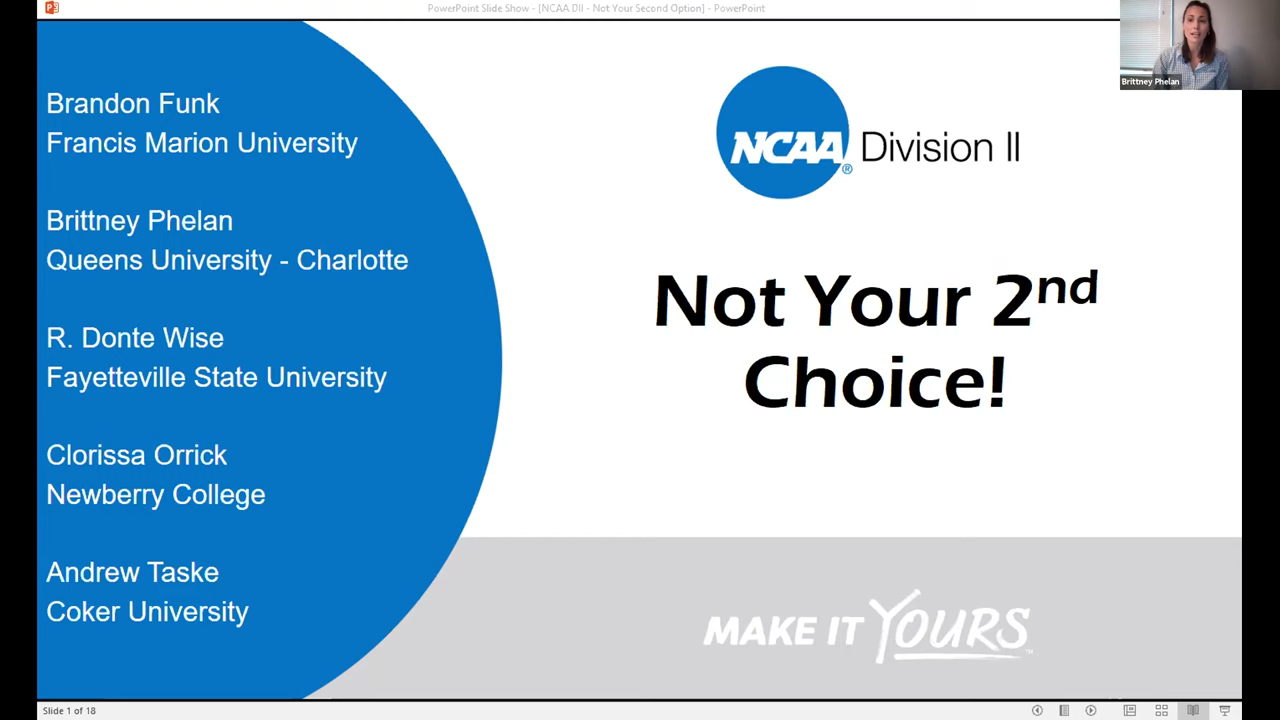 PowerPoint Slide Show - [NCAA DII - Not Your Second Option] - PowerPoint
Brittney Phelan
Brandon Funk
Francis Marion University
Brittney Phelan
Queens University - Charlotte
R. Donte Wise
Fayetteville State University
Clorissa Orrick
Newberry College
Andrew Taske
Coker University
NCAA® Division II
Not Your 2nd
Choice!
MAKE IT YOURS™
Slide 1 of 18